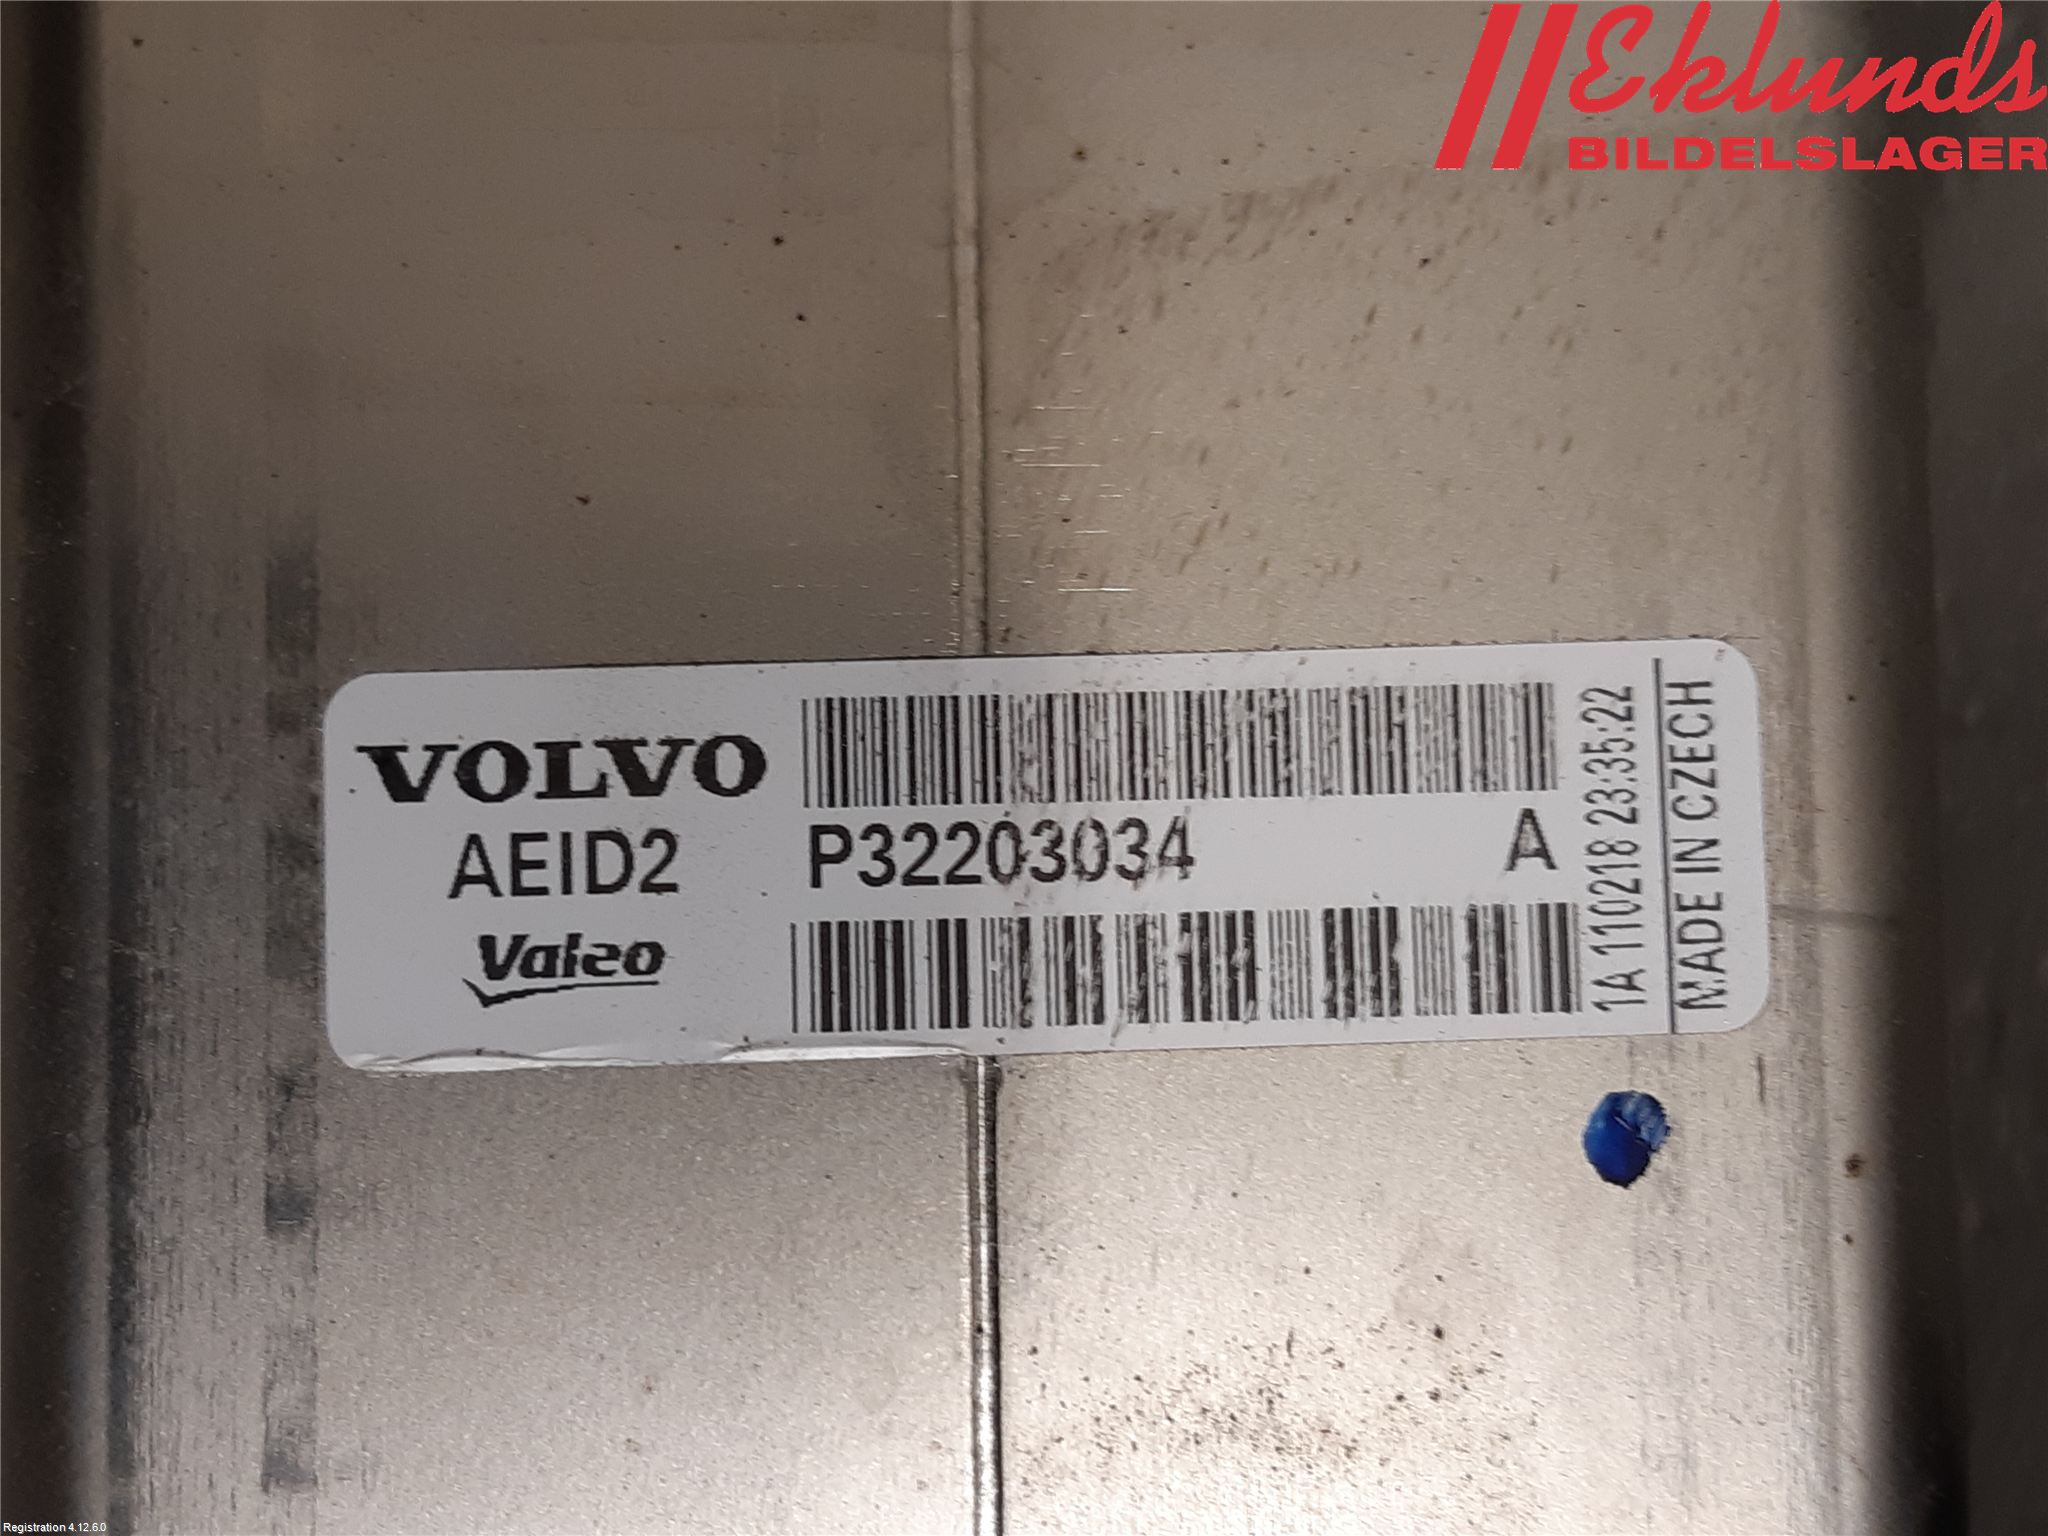 Eklunds
BILDELSLAGER
VOLVO
AEID2
Valeo
P32203034 A
1A 110218 23:35:22
MADE IN CZECH
Registration 4.12.6.0